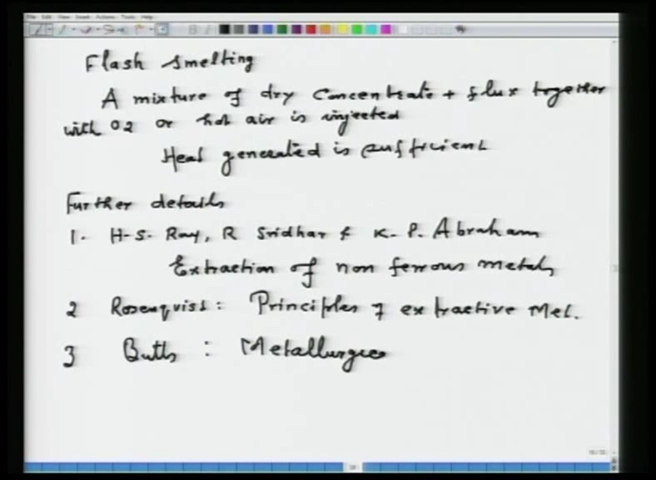 Flash smelting
A mixture of dry concentrate + flux together
with O2 or hot air is injected
Heat generated is sufficient
Further details
1. H.S. Ray, R Sridhar & K.P. Abraham
Extraction of non ferrous metals
2 Rosenqvist: Principles of extractive Met.
3 Butts: Metallurgical